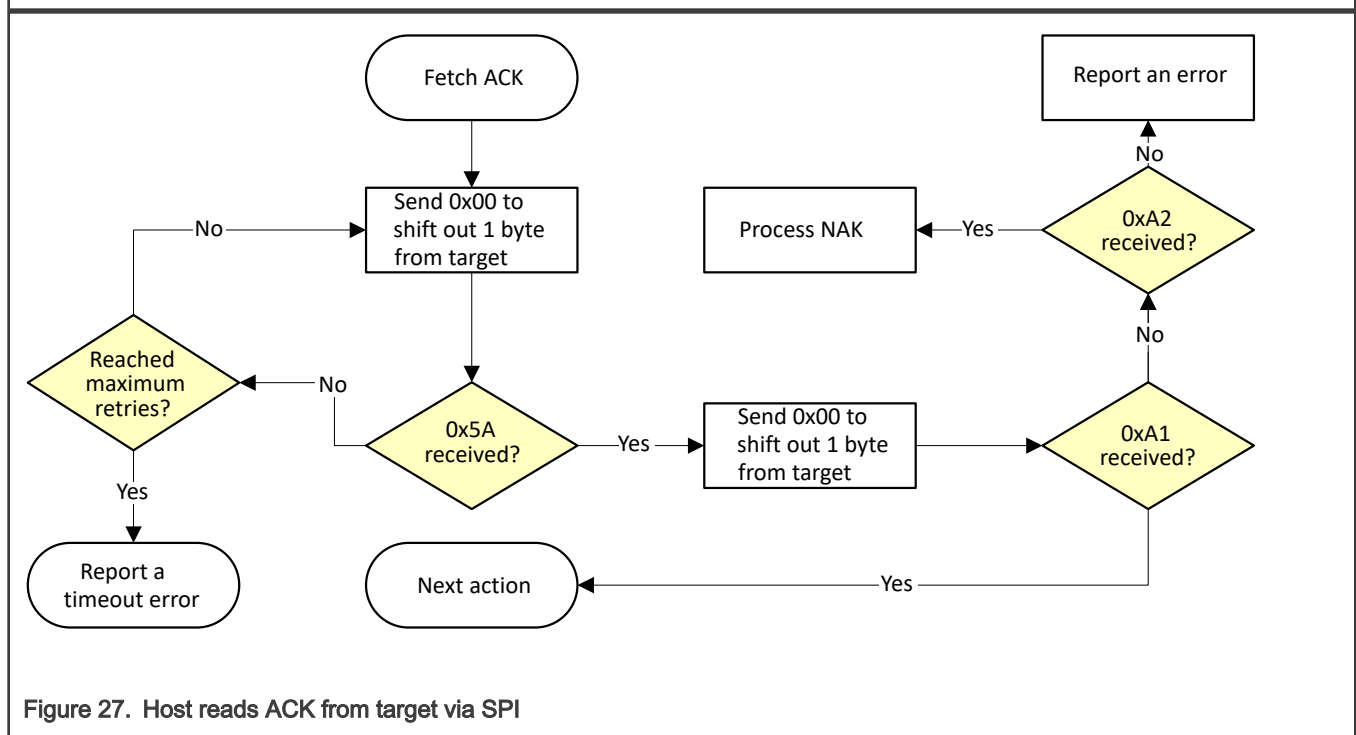 Fetch ACK
Report an error
No
Send 0x00 to
shift out 1 byte
from target
No
Process NAK
Yes
0xA2
received?
No
Reached
maximum
retries?
No
0x5A
received?
Yes
Send 0x00 to
shift out 1 byte
from target
0xA1
received?
Yes
Report a
timeout error
Next action
Yes
Figure 27. Host reads ACK from target via SPI